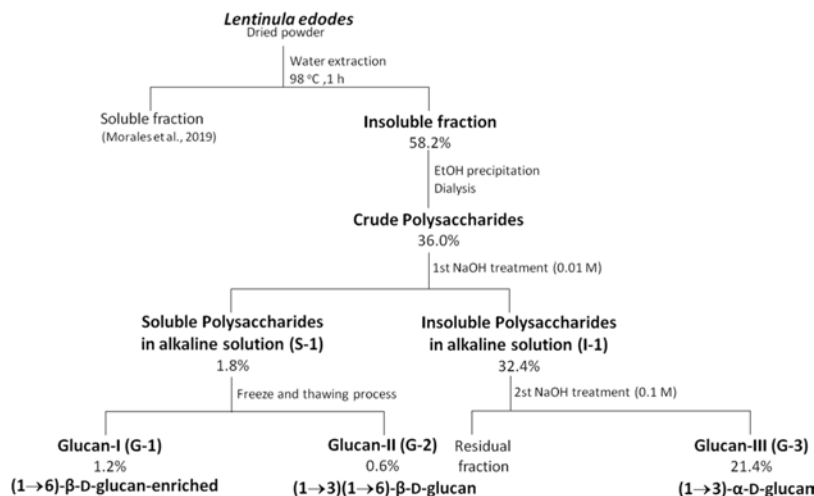 Lentinula edodes
Dried powder
Water extraction
98 °C ,1 h
Soluble fraction
(Morales et al., 2019)
Insoluble fraction
58.2%
EtOH precipitation
Dialysis
Crude Polysaccharides
36.0%
1st NaOH treatment (0.01 M)
Soluble Polysaccharides
in alkaline solution (S-1)
1.8%
Insoluble Polysaccharides
in alkaline solution (I-1)
32.4%
Freeze and thawing process
2st NaOH treatment (0.1 M)
Glucan-I (G-1)
1.2%
(1→6)-β-D-glucan-enriched
Glucan-II (G-2)
0.6%
(1→3)(1→6)-β-D-glucan
Residual
fraction
Glucan-III (G-3)
21.4%
(1→3)-α-D-glucan